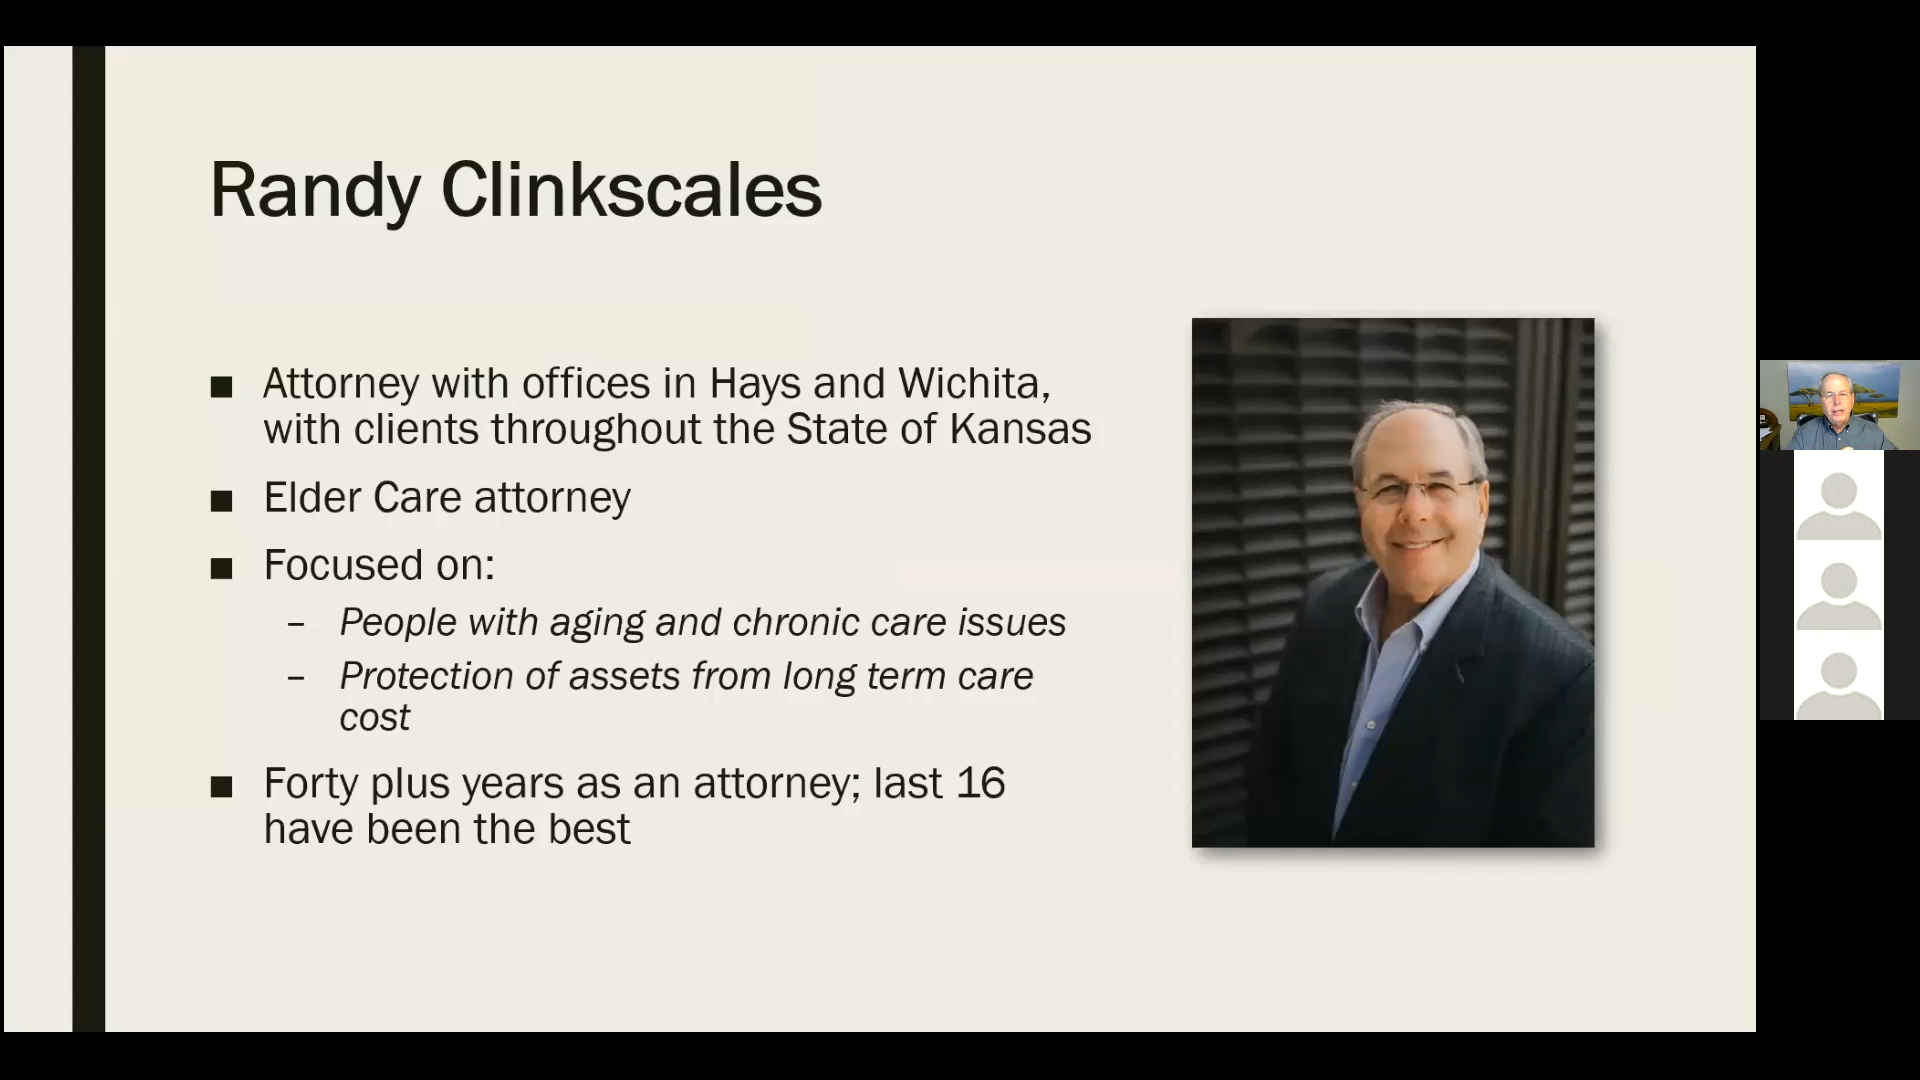 Randy Clinkscales
■ Attorney with offices in Hays and Wichita,
with clients throughout the State of Kansas
■ Elder Care attorney
■ Focused on:
– People with aging and chronic care issues
– Protection of assets from long term care
cost
■ Forty plus years as an attorney; last 16
have been the best